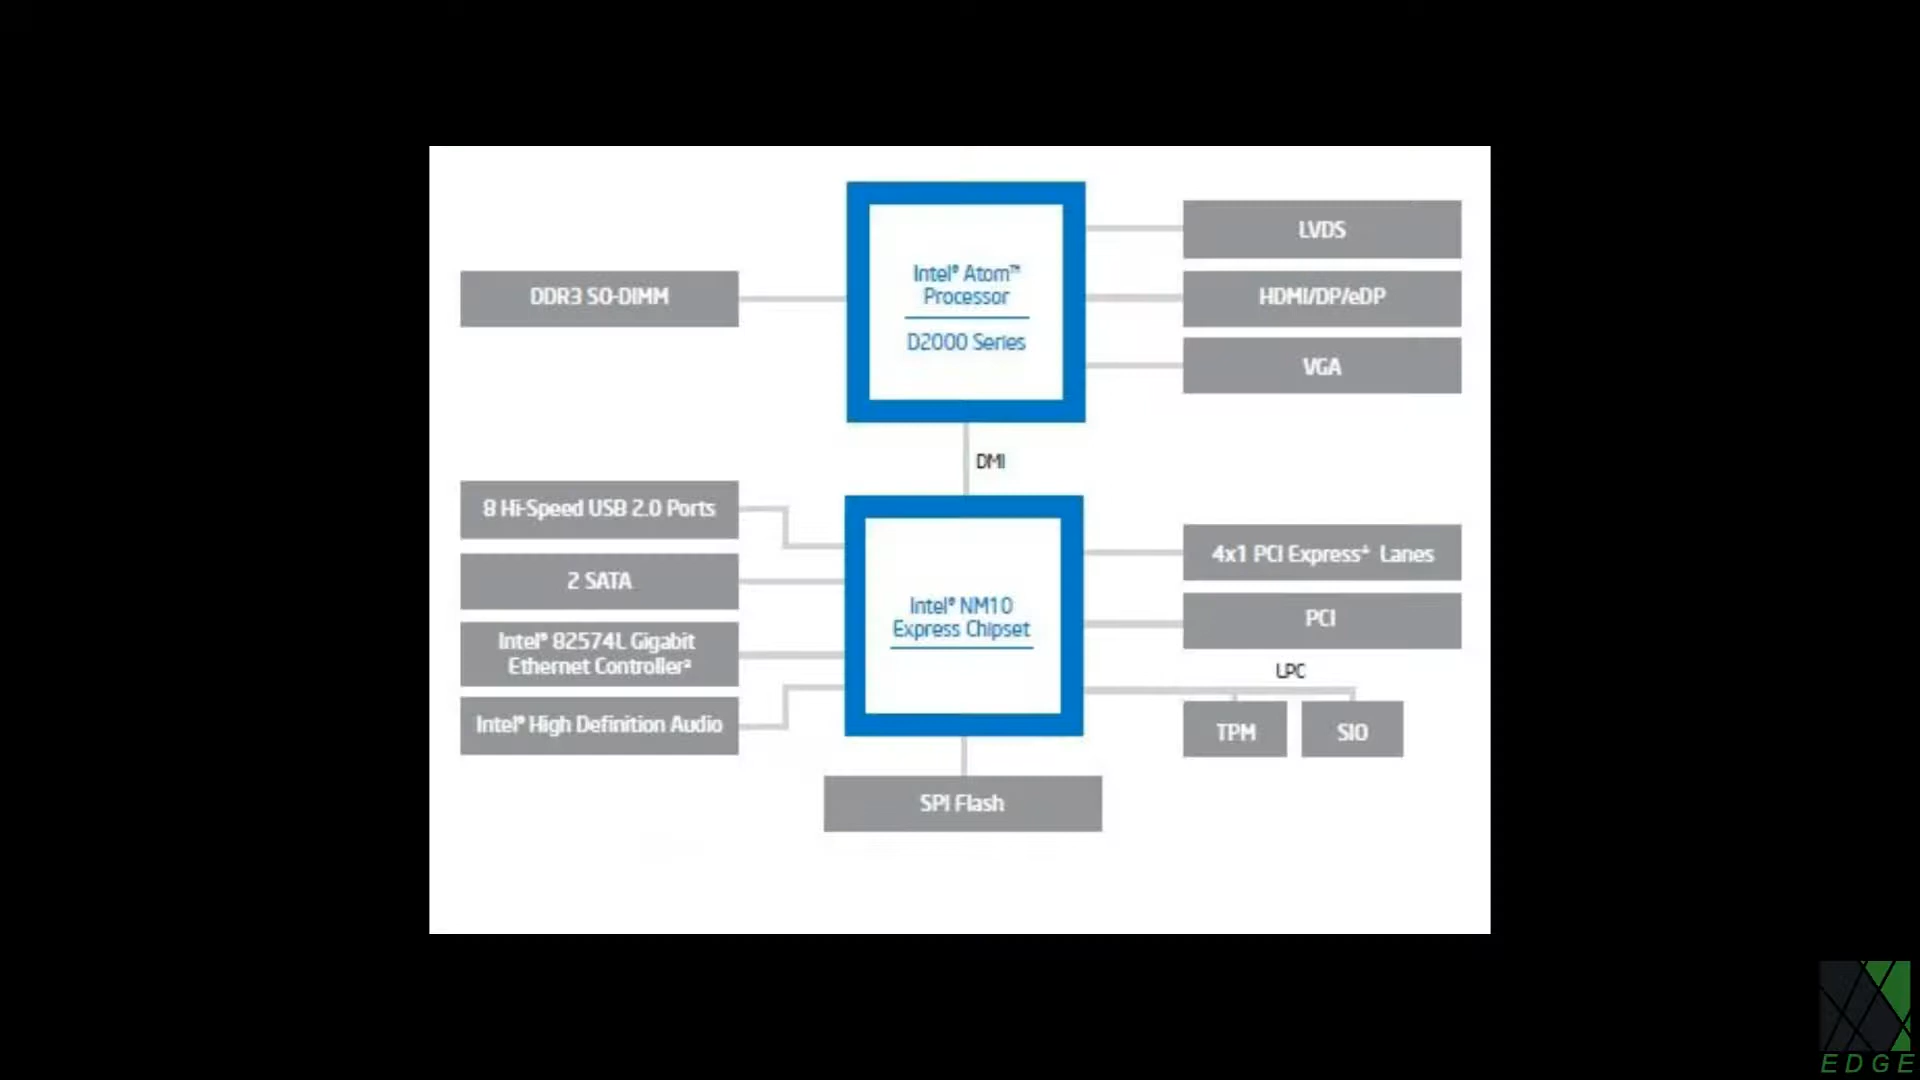 LVDS
Intel® Atom™
Processor
D2000 Series
DDR3 SO-DIMM
HDMI/DP/eDP
VGA
DMI
8 Hi-Speed USB 2.0 Ports
2 SATA
Intel® 82574L Gigabit
Ethernet Controller²
Intel® High Definition Audio
Intel® NM10
Express Chipset
4x1 PCI Express* Lanes
PCI
LPC
TPM
SIO
SPI Flash
EDGE